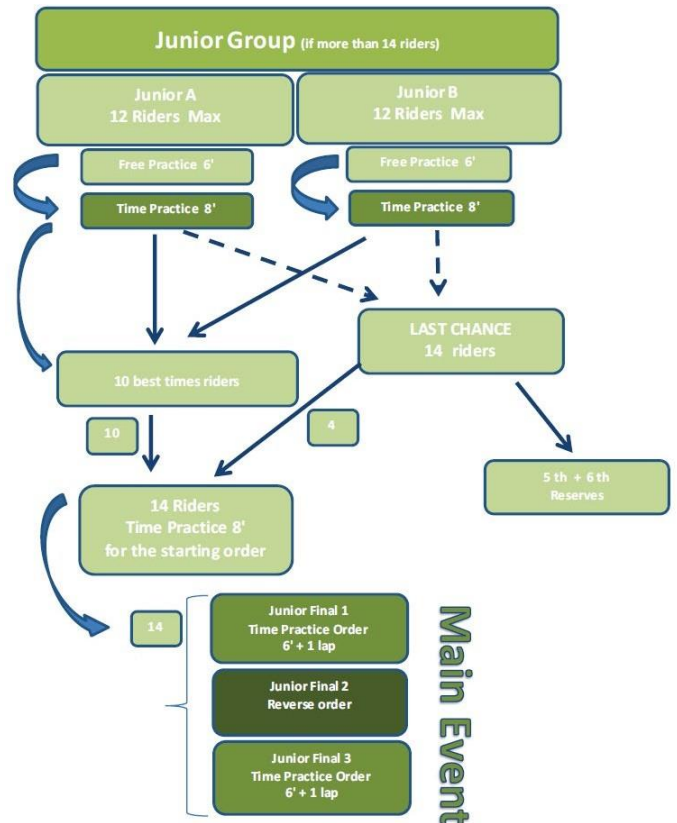 Junior Group (if more than 14 riders)
Junior A
12 Riders Max
Junior B
12 Riders Max
Free Practice 6'
Free Practice 6'
Time Practice 8'
Time Practice 8'
LAST CHANCE
14 riders
10 best times riders
10
4
5 th + 6 th
Reserves
14 Riders
Time Practice 8'
for the starting order
14
Junior Final 1
Time Practice Order
6' + 1 lap
Junior Final 2
Reverse order
Junior Final 3
Time Practice Order
6' + 1 lap
Main Event